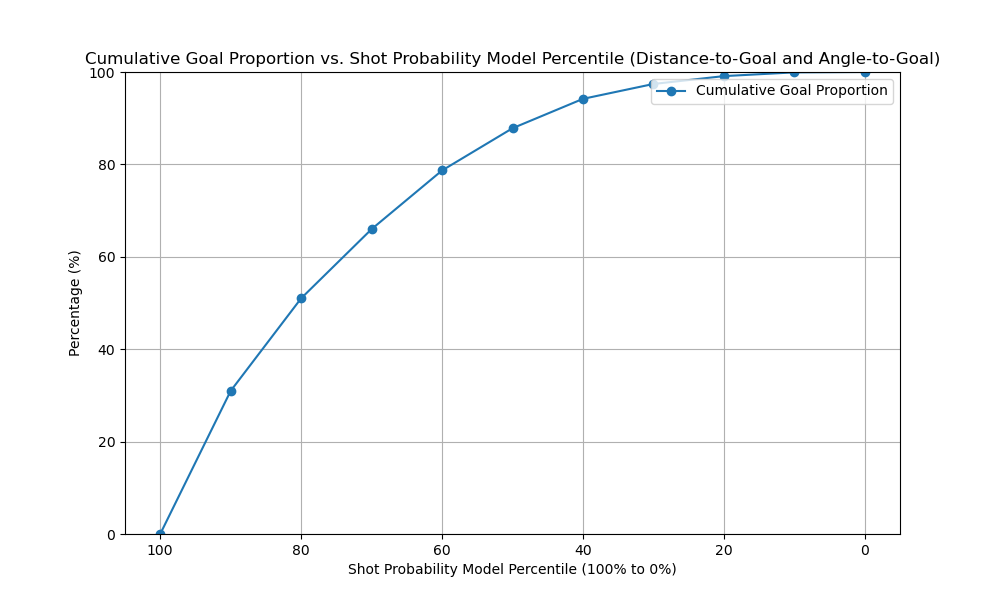 Cumulative Goal Proportion vs. Shot Probability Model Percentile (Distance-to-Goal and Angle-to-Goal)
100
80
60
40
20
0
Percentage (%)
Cumulative Goal Proportion
100 80 60 40 20 0
Shot Probability Model Percentile (100% to 0%)